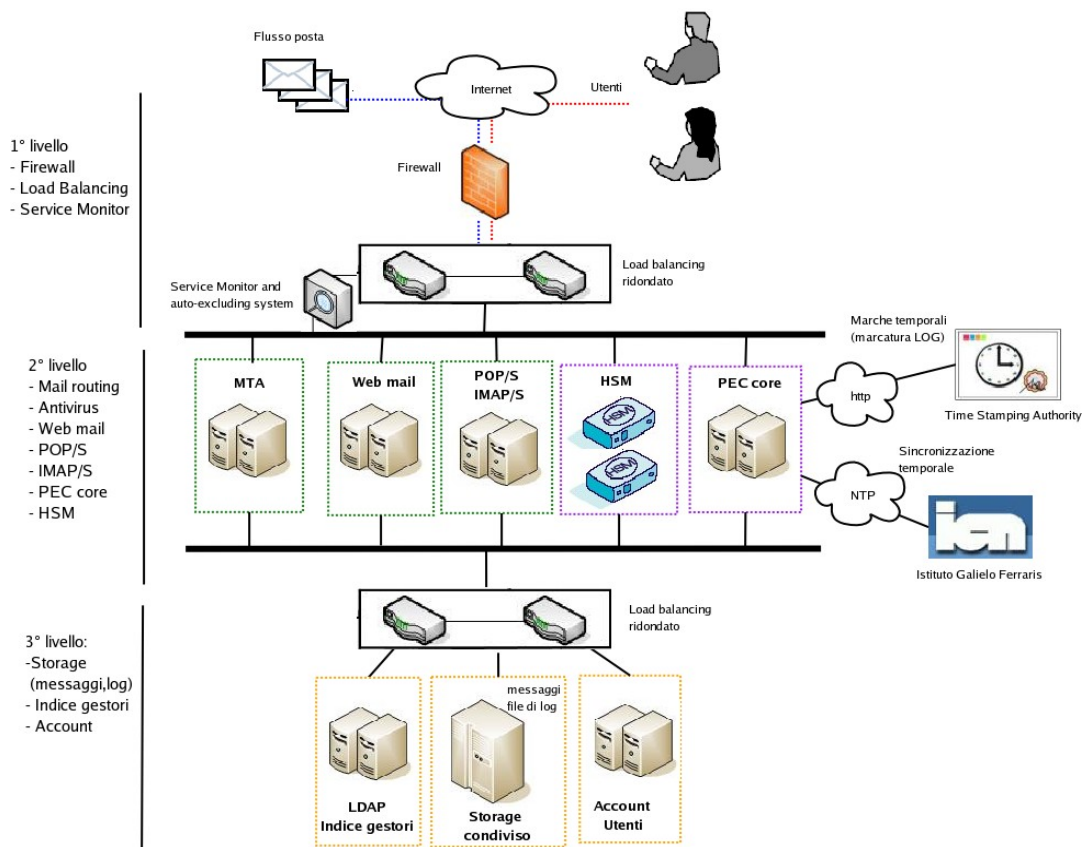 Flusso posta
Internet
Utenti
1° livello
- Firewall
- Load Balancing
- Service Monitor
Firewall
Load balancing
ridondato
Service Monitor and
auto-excluding system
2° livello
- Mail routing
- Antivirus
- Web mail
- POP/S
- IMAP/S
- PEC core
- HSM
MTA
Web mail
POP/S
IMAP/S
HSM
HSM
HSM
PEC core
Marche temporali
(marcatura LOG)
http
Time Stamping Authority
Sincronizzazione
temporale
NTP
ien
Istituto Galielo Ferraris
3° livello:
-Storage
(messaggi,log)
- Indice gestori
- Account
Load balancing
ridondato
messaggi
file di log
LDAP
Indice gestori
Storage
condiviso
Account
Utenti